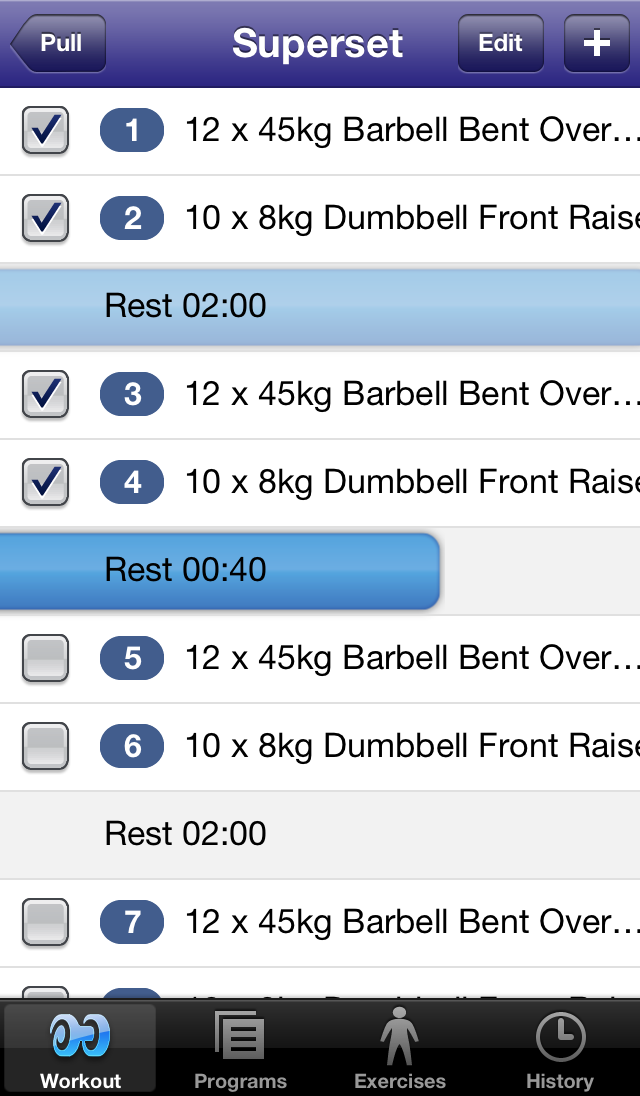 Pull Superset Edit +
1 12 x 45kg Barbell Bent Over…
2 10 x 8kg Dumbbell Front Raise
Rest 02:00
3 12 x 45kg Barbell Bent Over…
4 10 x 8kg Dumbbell Front Raise
Rest 00:40
5 12 x 45kg Barbell Bent Over…
6 10 x 8kg Dumbbell Front Raise
Rest 02:00
7 12 x 45kg Barbell Bent Over…
Workout Programs Exercises History